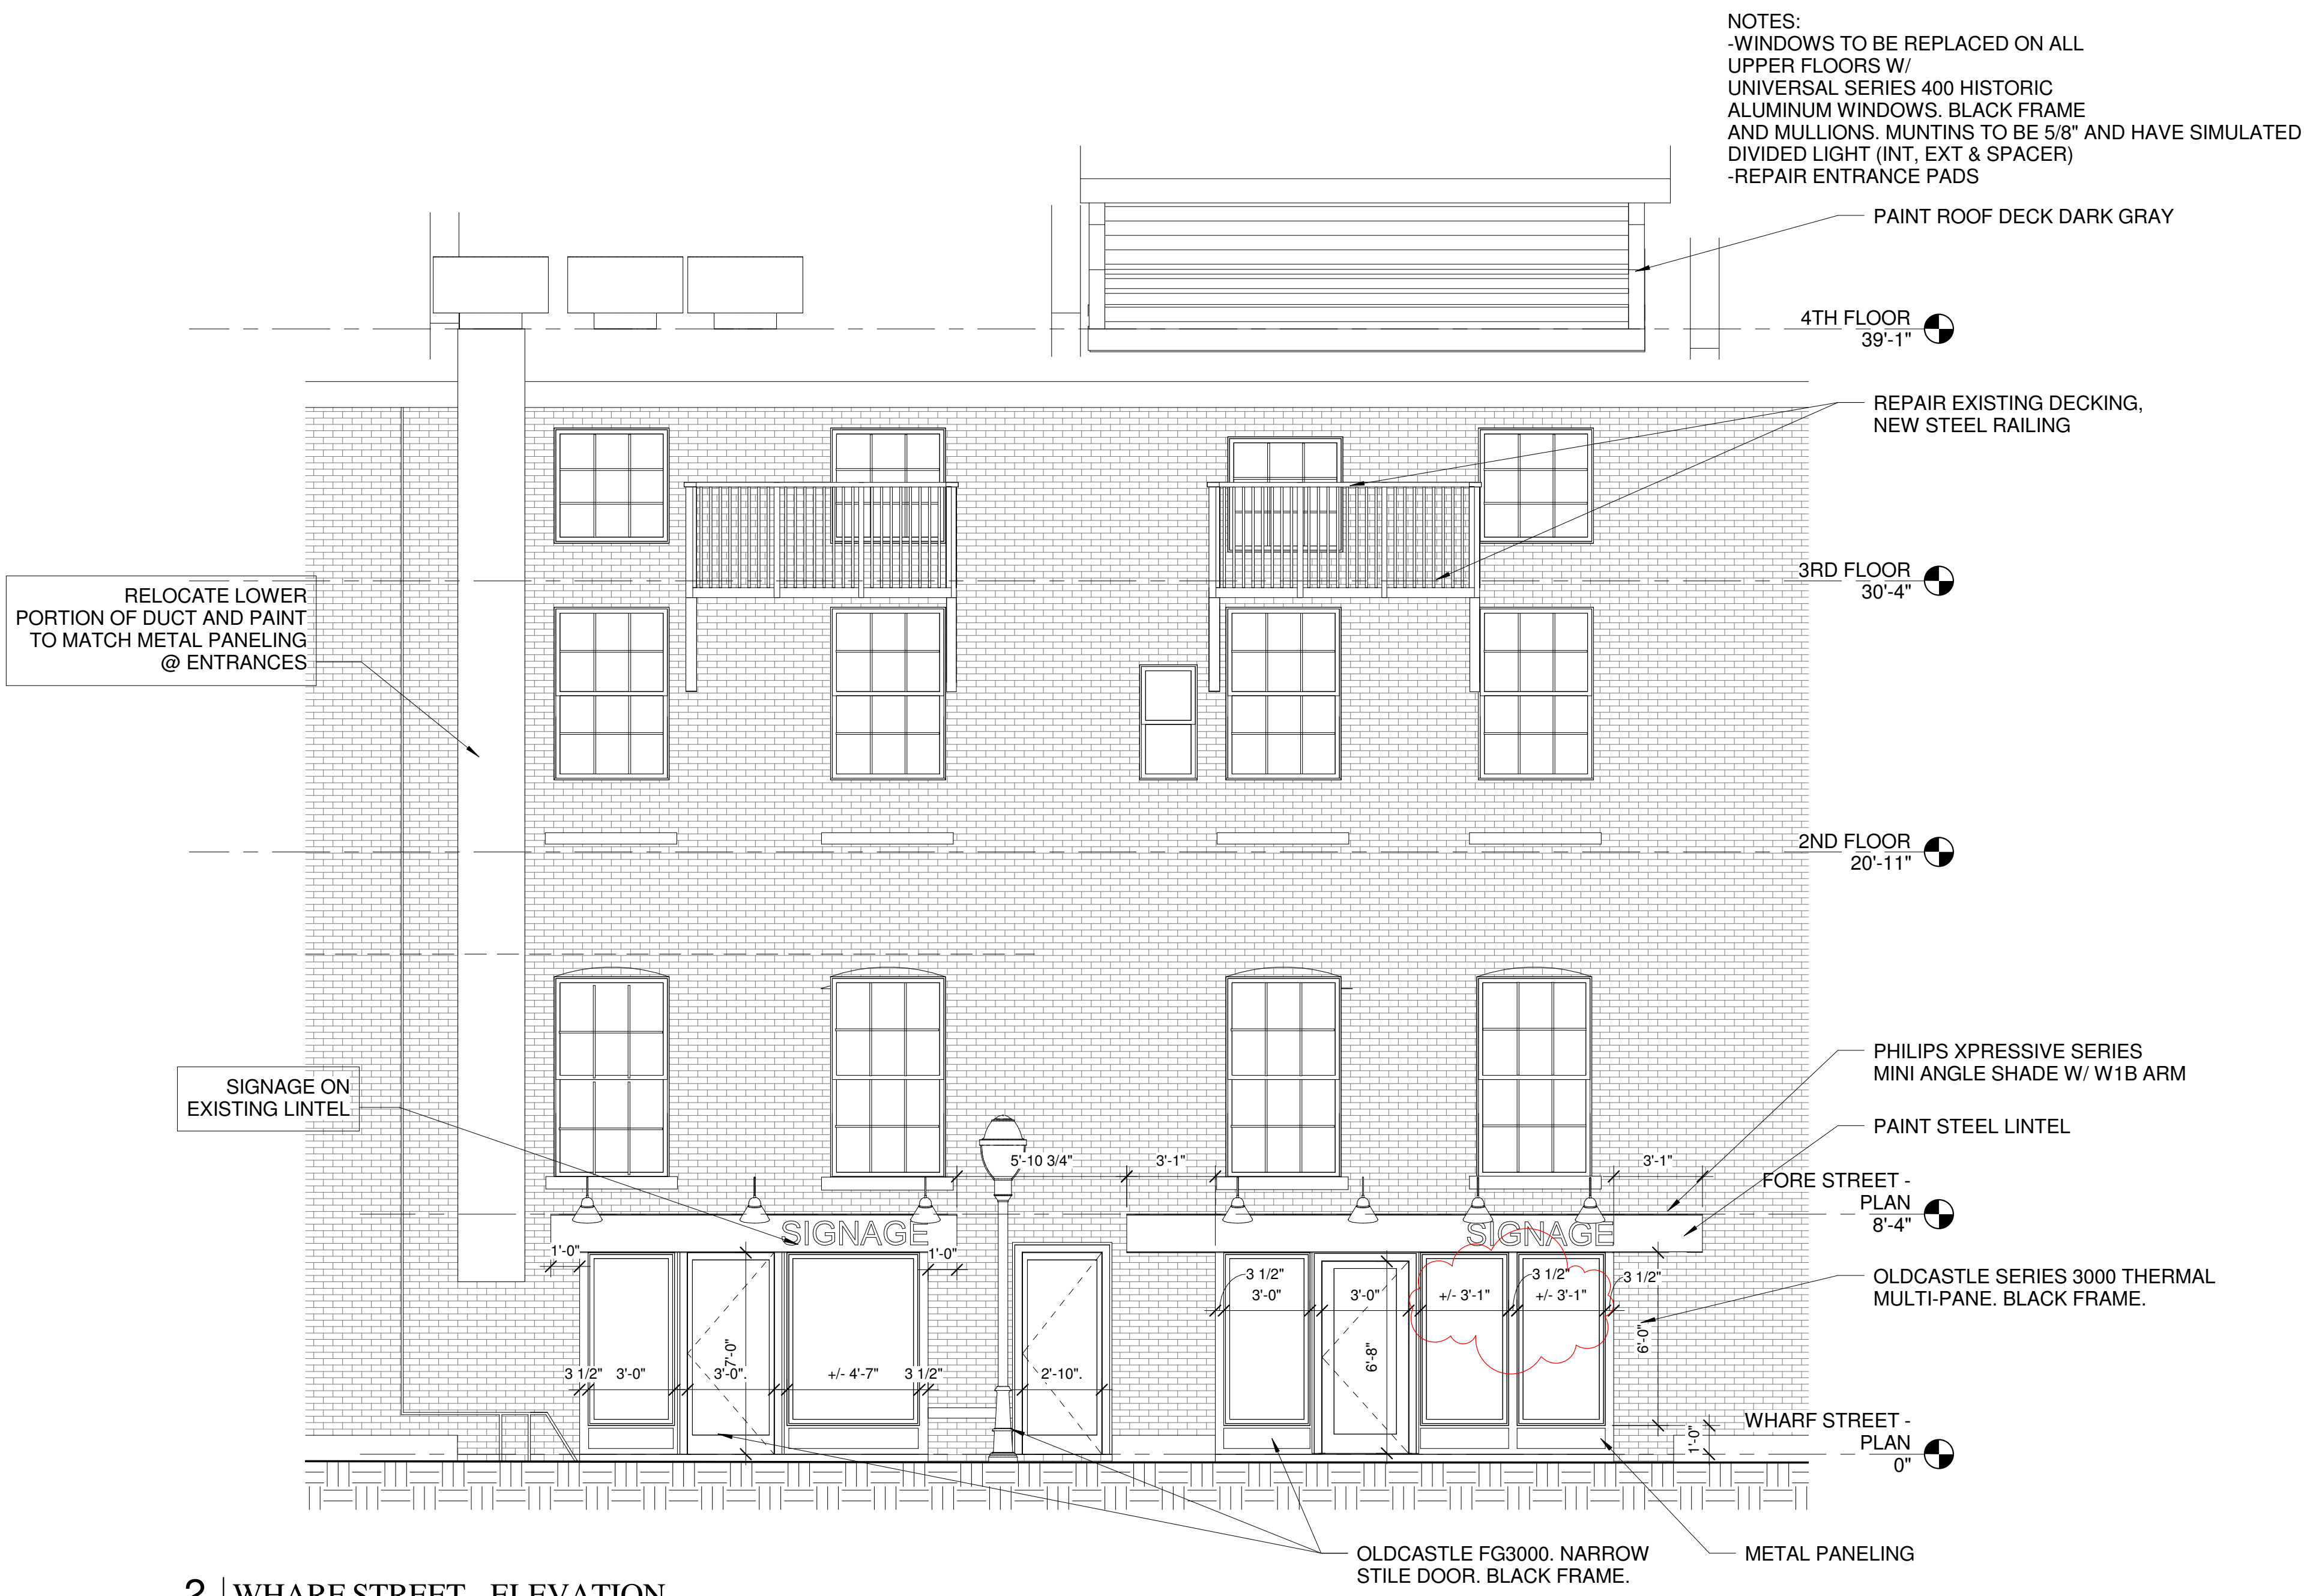 NOTES:
-WINDOWS TO BE REPLACED ON ALL
UPPER FLOORS W/
UNIVERSAL SERIES 400 HISTORIC
ALUMINUM WINDOWS. BLACK FRAME
AND MULLIONS. MUNTINS TO BE 5/8" AND HAVE SIMULATED
DIVIDED LIGHT (INT, EXT & SPACER)
-REPAIR ENTRANCE PADS
PAINT ROOF DECK DARK GRAY
4TH FLOOR
39'-1"
REPAIR EXISTING DECKING,
NEW STEEL RAILING
3RD FLOOR
30'-4"
RELOCATE LOWER
PORTION OF DUCT AND PAINT
TO MATCH METAL PANELING
@ ENTRANCES
2ND FLOOR
20'-11"
PHILIPS XPRESSIVE SERIES
MINI ANGLE SHADE W/ W1B ARM
SIGNAGE ON
EXISTING LINTEL
PAINT STEEL LINTEL
5'-10 3/4"
3'-1"
3'-1"
FORE STREET -
PLAN
8'-4"
SIGNAGE
SIGNAGE
1'-0"
1'-0"
3 1/2"
3'-0"
3'-0"
+/- 3'-1"
3 1/2"
+/- 3'-1"
3 1/2"
OLDCASTLE SERIES 3000 THERMAL
MULTI-PANE. BLACK FRAME.
6'-0"
7'-0"
6'-8"
3 1/2"
3'-0"
3'-0".
+/- 4'-7"
3 1/2"
2'-10".
WHARF STREET -
PLAN
0"
1'-0"
OLDCASTLE FG3000. NARROW
STILE DOOR. BLACK FRAME.
METAL PANELING
2
WHARF STREET - ELEVATION